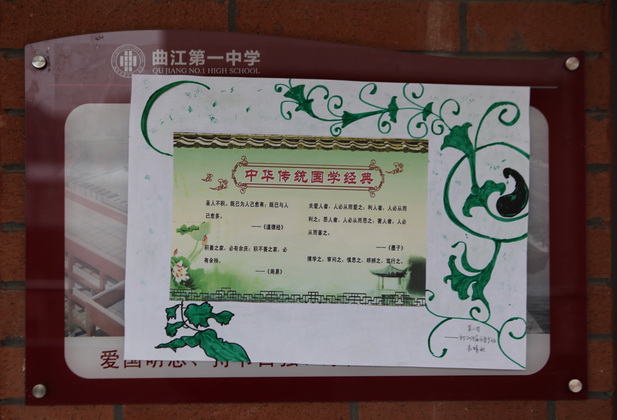 曲江第一中学
QU JIANG NO.1 HIGH SCHOOL
中华传统国学经典
圣人不积，既已为人己愈有；既已与人
己愈多。
——《道德经》
积善之家，必有余庆；积不善之家，必
有余殃。
——《周易》
夫爱人者，人必从而爱之；利人者，人必从而
利之；恶人者，人必从而恶之；害人者，人必
从而害之。
——《墨子》
博学之，审问之，慎思之，明辨之，笃行之。